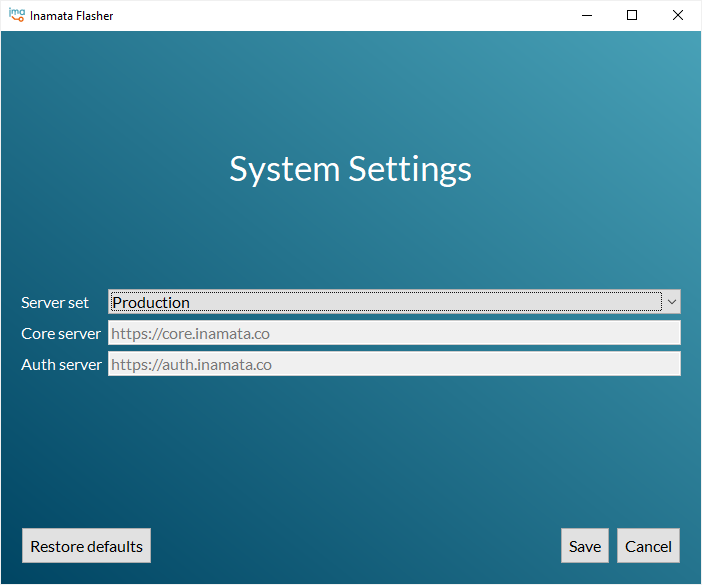 ima
Inamata Flasher
System Settings
Server set Production
Core server https://core.inamata.co
Auth server https://auth.inamata.co
Restore defaults Save Cancel